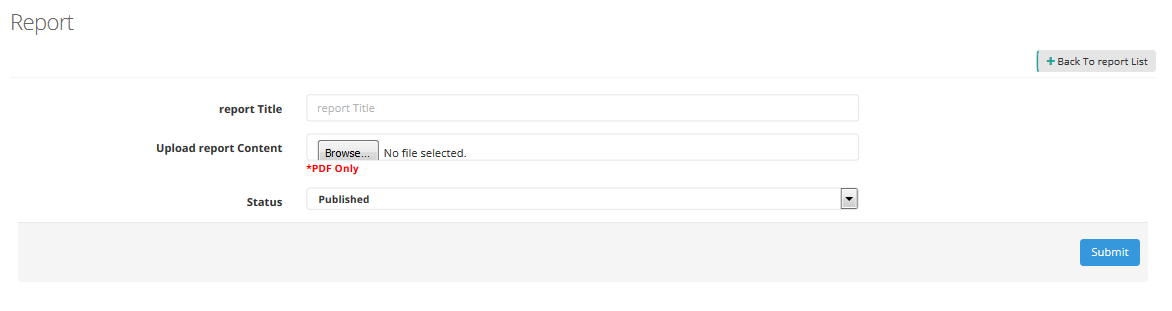 Report
+ Back To report List
report Title
report Title
Upload report Content
Browse... No file selected.
*PDF Only
Status
Published
Submit